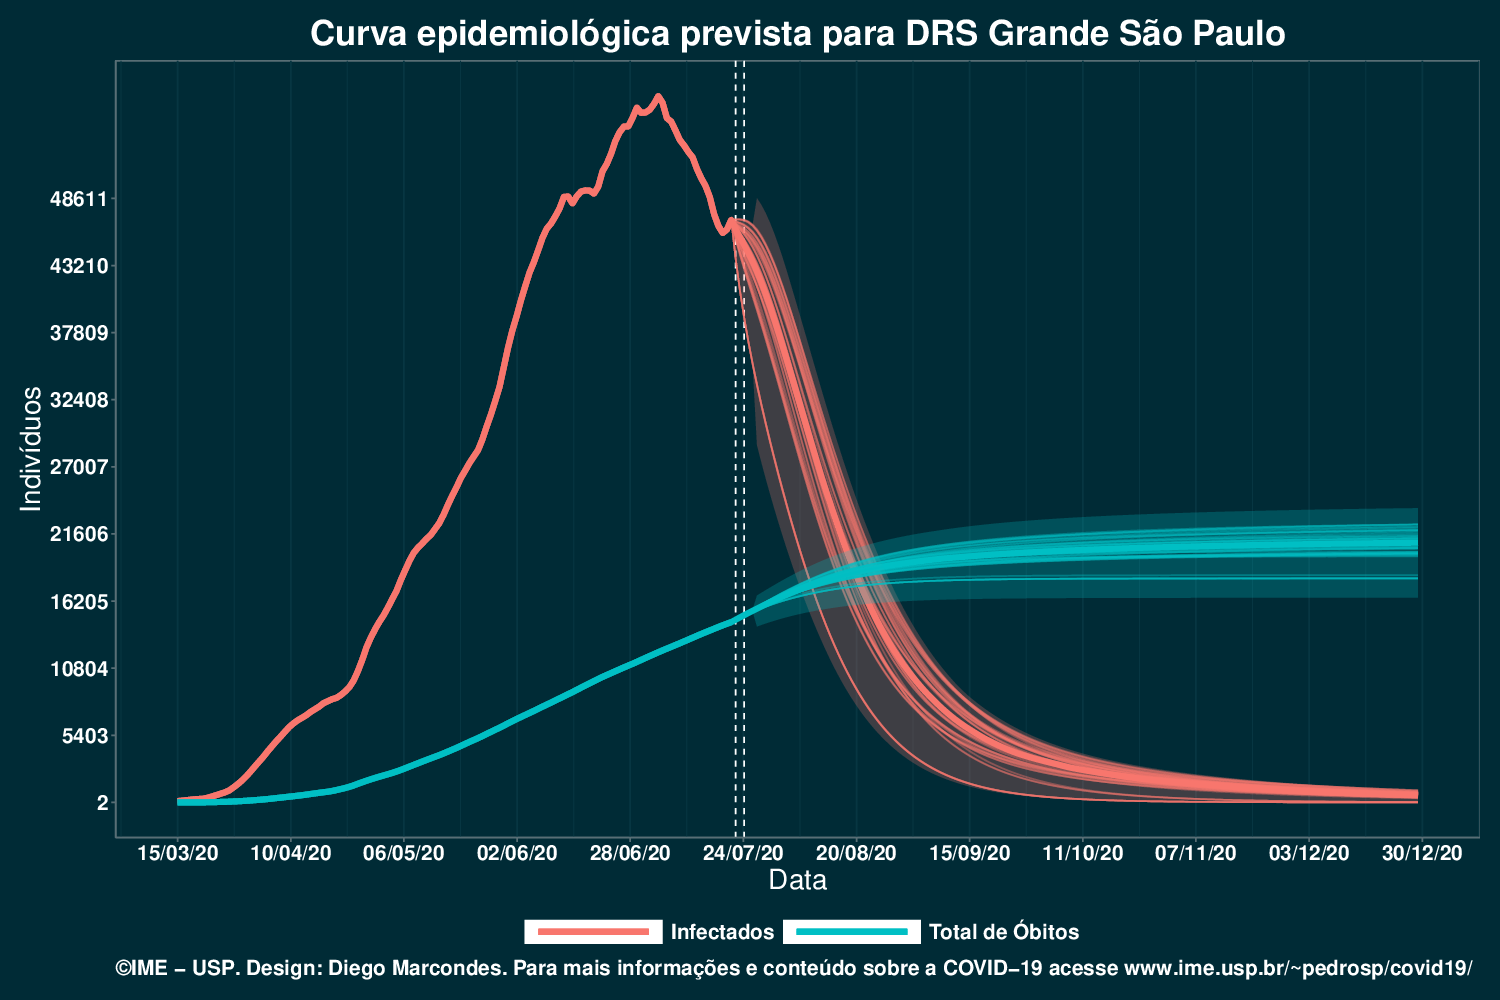 Curva epidemiológica prevista para DRS Grande São Paulo
Indivíduos
48611
43210
37809
32408
27007
21606
16205
10804
5403
2
15/03/20 10/04/20 06/05/20 02/06/20 28/06/20 24/07/20 20/08/20 15/09/20 11/10/20 07/11/20 03/12/20 30/12/20
Data
Infectados Total de Óbitos
©IME − USP. Design: Diego Marcondes. Para mais informações e conteúdo sobre a COVID−19 acesse www.ime.usp.br/~pedrosp/covid19/